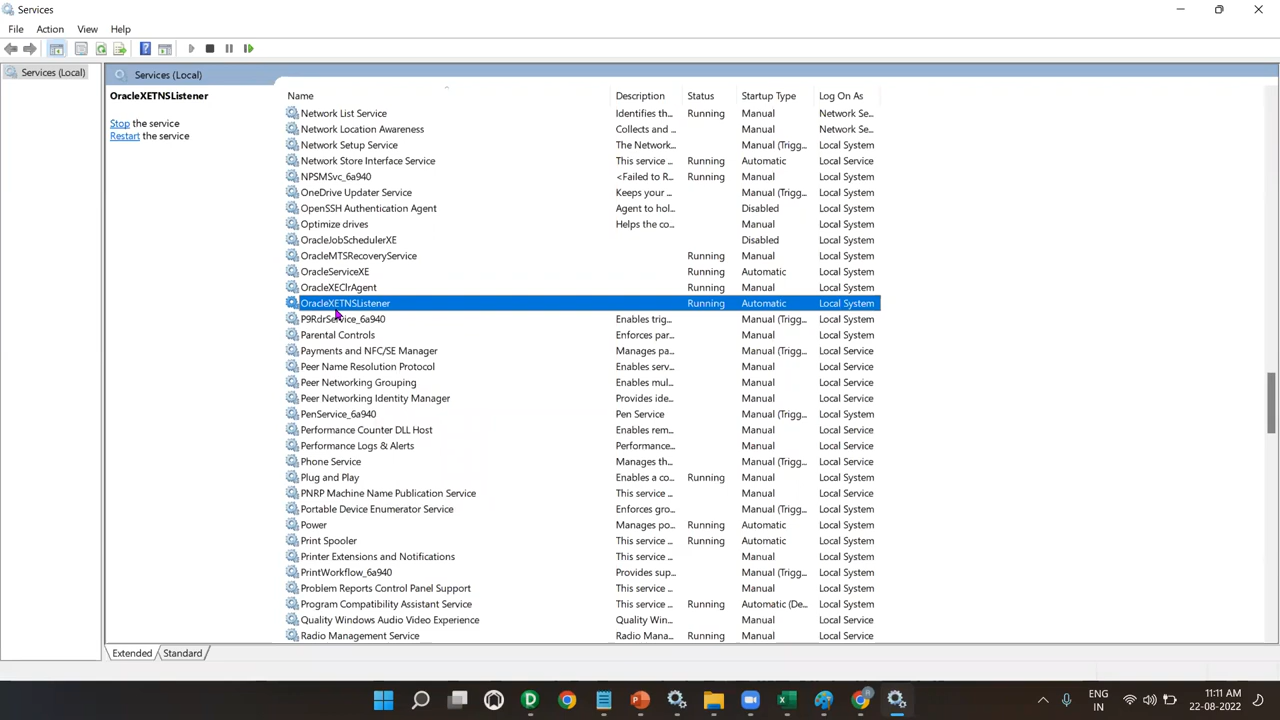 Services
File Action View Help
Services (Local)
Services (Local)
OracleXETNSListener
Stop the service
Restart the service
Name Description Status Startup Type Log On As
Network List Service Identifies th... Running Manual Network Se...
Network Location Awareness Collects and ... Manual Network Se...
Network Setup Service The Network... Manual (Trigg... Local System
Network Store Interface Service This service ... Running Automatic Local Service
NPSMSvc_6a940 <Failed to R... Running Manual Local System
OneDrive Updater Service Keeps your ... Manual (Trigg... Local System
OpenSSH Authentication Agent Agent to hol... Disabled Local System
Optimize drives Helps the co... Manual Local System
OracleJobSchedulerXE Disabled Local System
OracleMTSRecoveryService Running Manual Local System
OracleServiceXE Running Automatic Local System
OracleXEClrAgent Running Manual Local System
OracleXETNSListener Running Automatic Local System
P9RdrService_6a940 Enables trig... Manual (Trigg... Local System
Parental Controls Enforces par... Manual Local System
Payments and NFC/SE Manager Manages pa... Manual (Trigg... Local Service
Peer Name Resolution Protocol Enables serv... Manual Local Service
Peer Networking Grouping Enables mul... Manual Local Service
Peer Networking Identity Manager Provides ide... Manual Local Service
PenService_6a940 Pen Service Manual (Trigg... Local System
Performance Counter DLL Host Enables rem... Manual Local Service
Performance Logs & Alerts Performance... Manual Local Service
Phone Service Manages th... Manual (Trigg... Local Service
Plug and Play Enables a co... Running Manual Local System
PNRP Machine Name Publication Service This service ... Manual Local Service
Portable Device Enumerator Service Enforces gro... Manual (Trigg... Local System
Power Manages po... Running Automatic Local System
Print Spooler This service ... Running Automatic Local System
Printer Extensions and Notifications This service ... Manual Local System
PrintWorkflow_6a940 Provides sup... Manual (Trigg... Local System
Problem Reports Control Panel Support This service ... Manual Local System
Program Compatibility Assistant Service This service ... Running Automatic (De... Local System
Quality Windows Audio Video Experience Quality Win... Manual Local Service
Radio Management Service Radio Mana... Running Manual Local Service
Extended Standard
ENG 11:11 AM
IN 22-08-2022